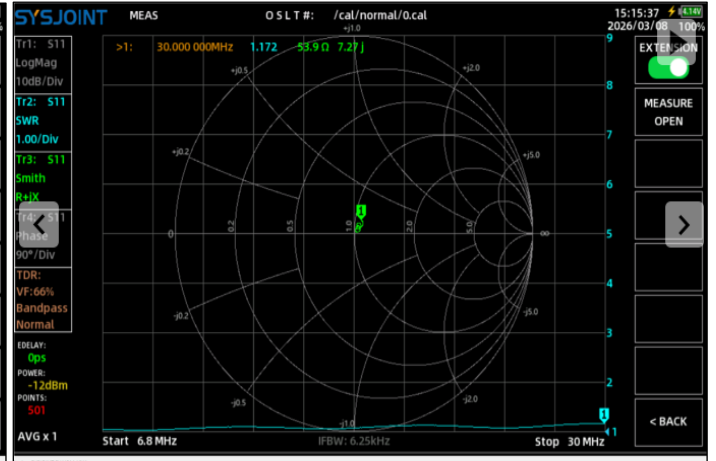 SYSJOINT
MEAS
O S L T #:
/cal/normal/0.cal
15:15:37
4.14V
2026/03/08
100%
Tr1: S11
LogMag
10dB/Div
Tr2: S11
SWR
1.00/Div
Tr3: S11
Smith
R+jX
Tr4: S11
Phase
90°/Div
TDR:
VF:66%
Bandpass
Normal
EDELAY:
0ps
POWER:
-12dBm
POINTS:
501
AVG x 1
>1: 30.000 000MHz 1.172 53.9 Ω 7.27 j
+j1.0
+j0.5
+j2.0
+j0.2
+j5.0
0
0.2
0.5
1.0
2.0
5.0
∞
-j0.2
-j5.0
-j0.5
-j2.0
-j1.0
1
1
9
8
7
6
5
4
3
2
1
Start 6.8 MHz
IFBW: 6.25kHz
Stop 30 MHz
EXTENSION
MEASURE
OPEN
< BACK